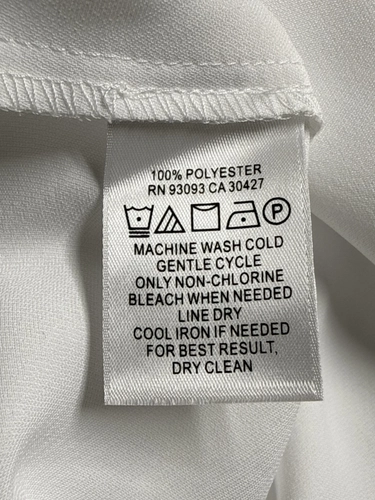 100% POLYESTER
RN 93093 CA 30427
P
MACHINE WASH COLD
GENTLE CYCLE
ONLY NON-CHLORINE
BLEACH WHEN NEEDED
LINE DRY
COOL IRON IF NEEDED
FOR BEST RESULT,
DRY CLEAN